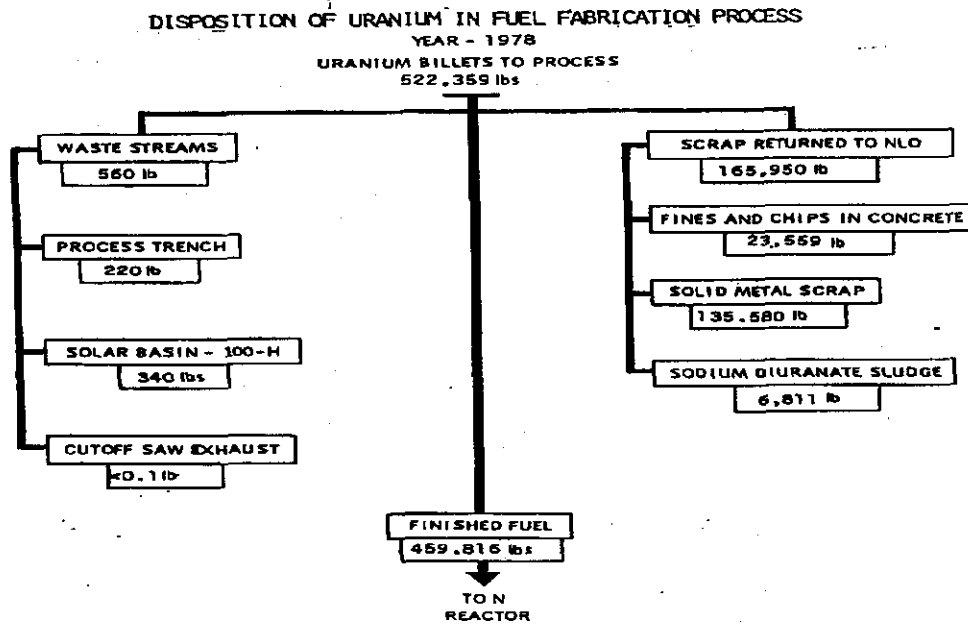 DISPOSITION OF URANIUM IN FUEL FABRICATION PROCESS
YEAR - 1978
URANIUM BILLETS TO PROCESS
522,359 lbs
WASTE STREAMS
560 lb
PROCESS TRENCH
220 lb
SOLAR BASIN - 100-H
340 lbs
CUTOFF SAW EXHAUST
<0.1 lb
SCRAP RETURNED TO NLO
165,950 lb
FINES AND CHIPS IN CONCRETE
23,559 lb
SOLID METAL SCRAP
135,580 lb
SODIUM DIURANATE SLUDGE
6,811 lb
FINISHED FUEL
459,816 lbs
TO N
REACTOR